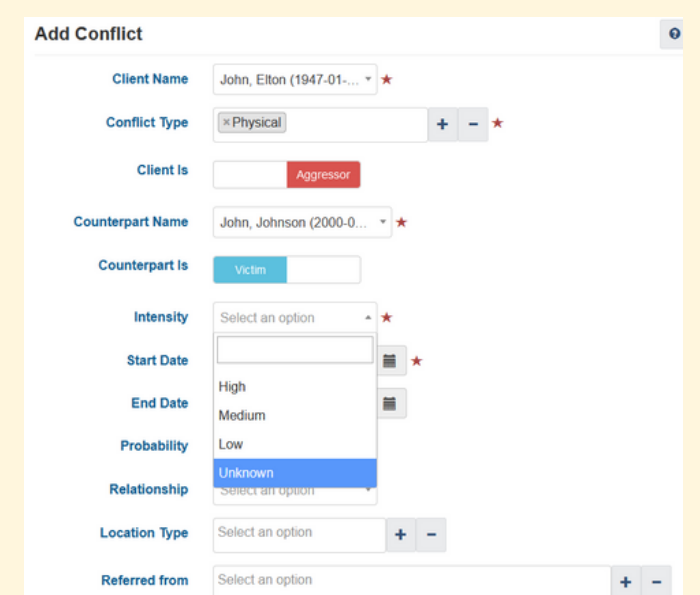 Add Conflict
Client Name John, Elton (1947-01-...
Conflict Type × Physical + −
Client Is Aggressor
Counterpart Name John, Johnson (2000-0...
Counterpart Is Victim
Intensity Select an option
Start Date
High
End Date
Medium
Probability Low
Unknown
Relationship Select an option
Location Type Select an option + −
Referred from Select an option + −